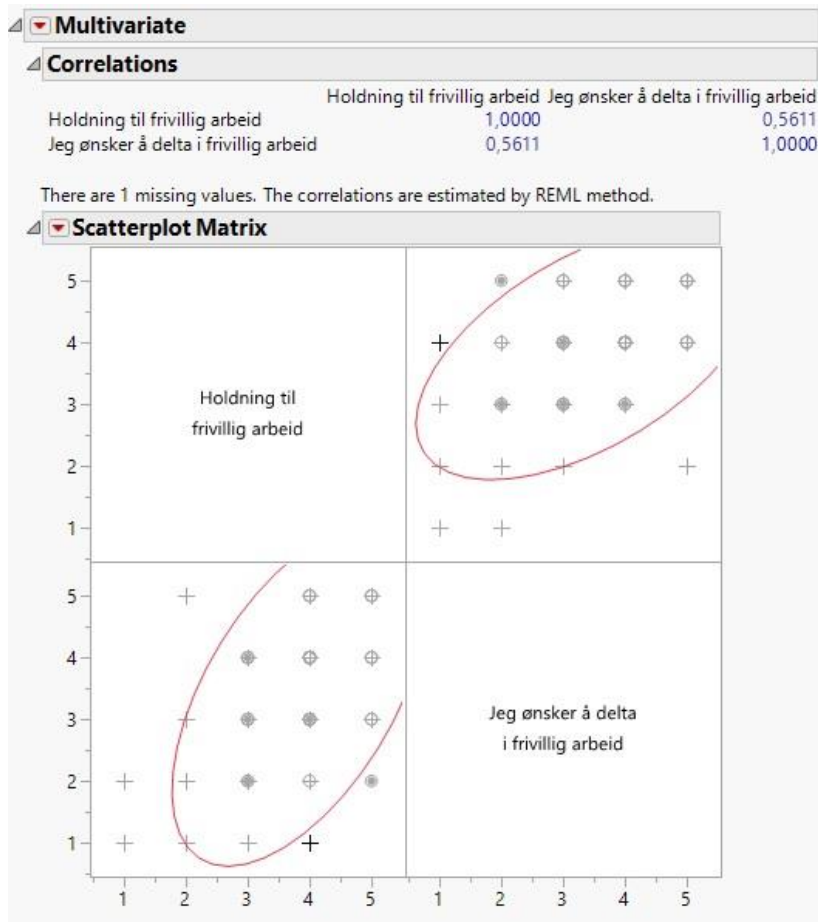 Multivariate
Correlations
Holdning til frivillig arbeid Jeg ønsker å delta i frivillig arbeid
Holdning til frivillig arbeid 1,0000 0,5611
Jeg ønsker å delta i frivillig arbeid 0,5611 1,0000
There are 1 missing values. The correlations are estimated by REML method.
Scatterplot Matrix
5
4
3
2
1
Holdning til
frivillig arbeid
5
4
3
2
1
Jeg ønsker å delta
i frivillig arbeid
1 2 3 4 5 1 2 3 4 5